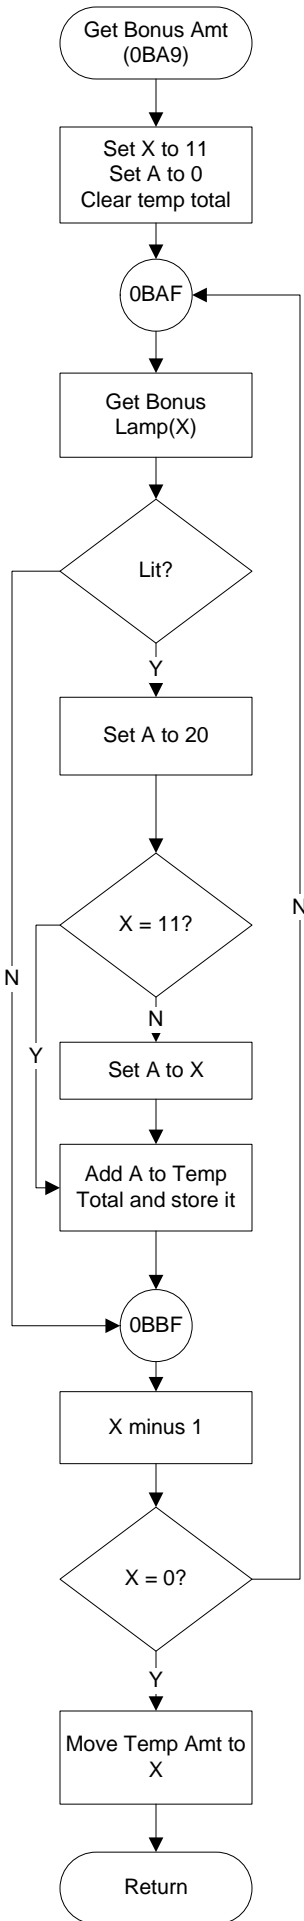 Get Bonus Amt
(0BA9)
Set X to 11
Set A to 0
Clear temp total
0BAF
Get Bonus
Lamp(X)
Lit?
Y
Set A to 20
X = 11?
N
N
Y
N
Set A to X
Add A to Temp
Total and store it
0BBF
X minus 1
X = 0?
Y
Move Temp Amt to
X
Return